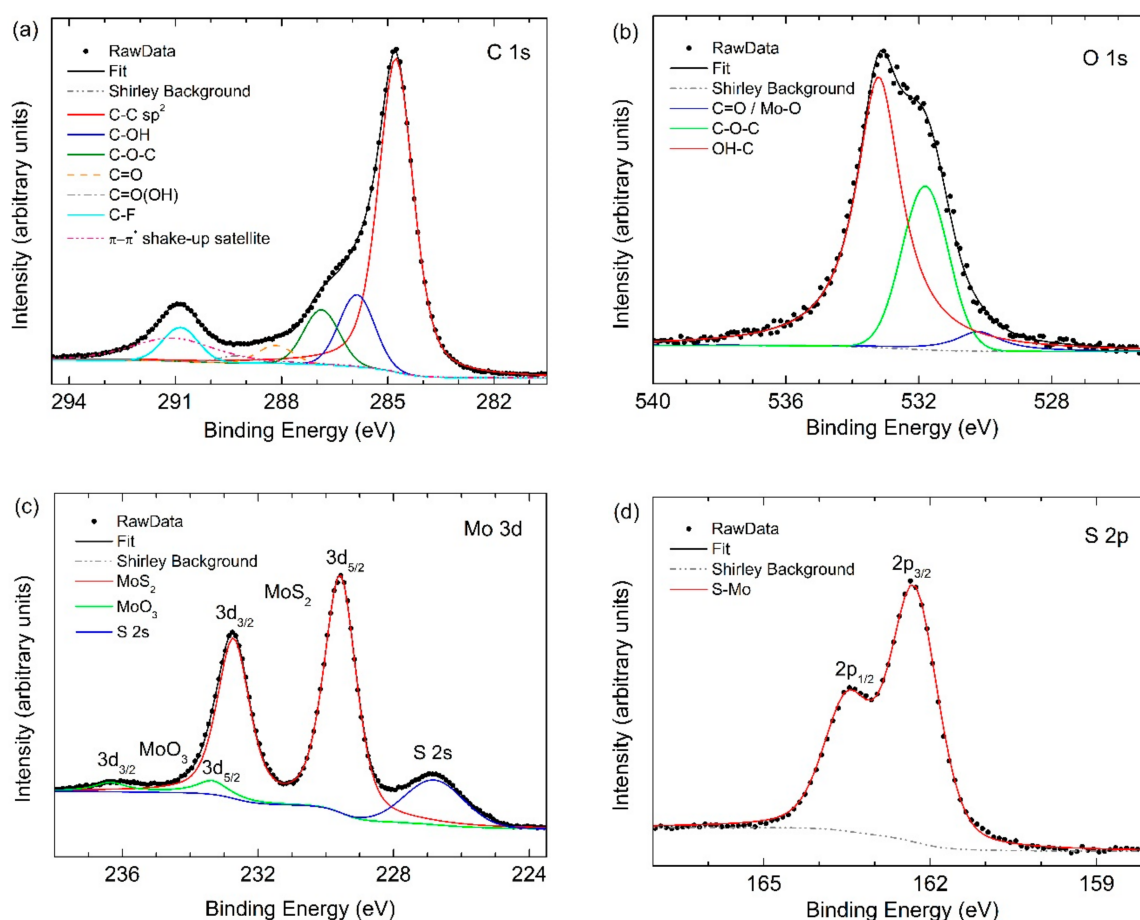 (a)
C 1s
RawData
Fit
Shirley Background
C-C sp²
C-OH
C-O-C
C=O
C=O(OH)
C-F
π–π* shake-up satellite
Intensity (arbitrary units)
294 291 288 285 282
Binding Energy (eV)
(b)
O 1s
RawData
Fit
Shirley Background
C=O / Mo-O
C-O-C
OH-C
Intensity (arbitrary units)
540 536 532 528
Binding Energy (eV)
(c)
Mo 3d
RawData
Fit
Shirley Background
MoS₂
MoO₃
S 2s
3d₅/₂
MoS₂
3d₃/₂
S 2s
MoO₃
3d₃/₂
3d₅/₂
Intensity (arbitrary units)
236 232 228 224
Binding Energy (eV)
(d)
S 2p
RawData
Fit
Shirley Background
S-Mo
2p₃/₂
2p₁/₂
Intensity (arbitrary units)
165 162 159
Binding Energy (eV)